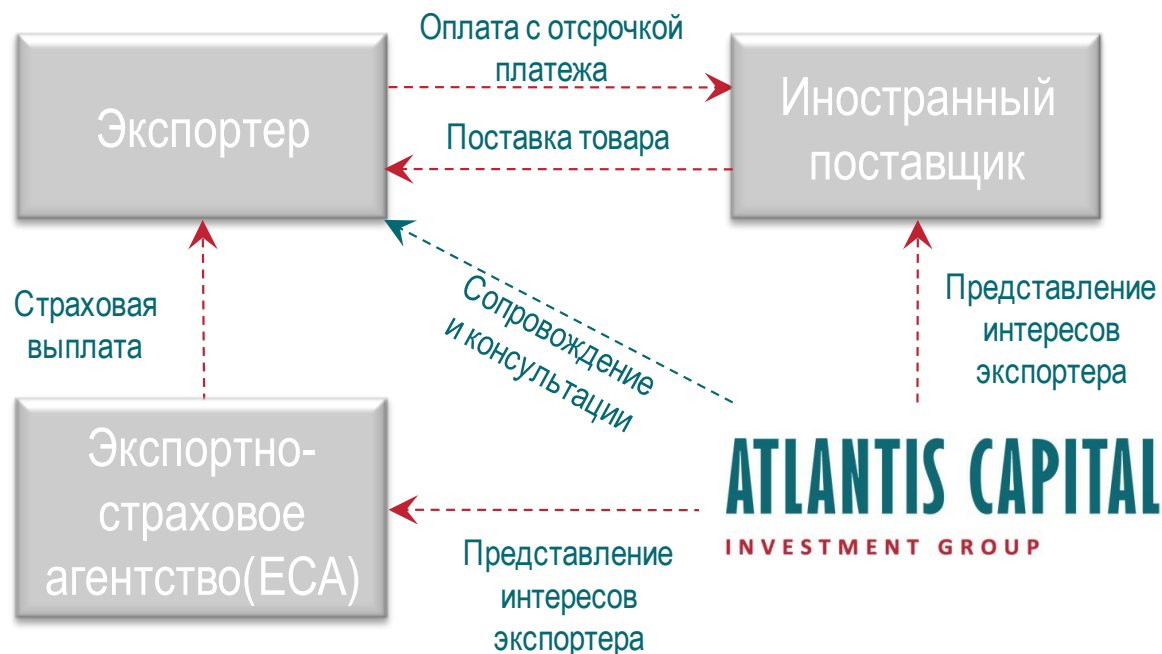 Оплата с отсрочкой
платежа
Экспортер
Иностранный
поставщик
Поставка товара
Страховая
выплата
Сопровождение
и консультации
Представление
интересов
экспортера
Экспортно-
страховое
агентство(ЕСА)
ATLANTIS CAPITAL
INVESTMENT GROUP
Представление
интересов
экспортера